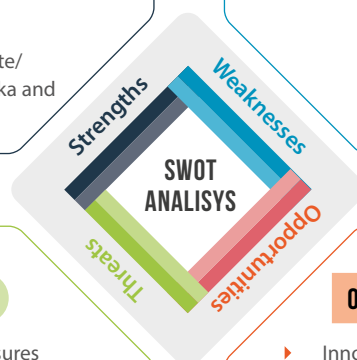 te/
ka and
Strengths
Weaknesses
SWOT
ANALISYS
Threats
Opportunities
O
sures
Inno